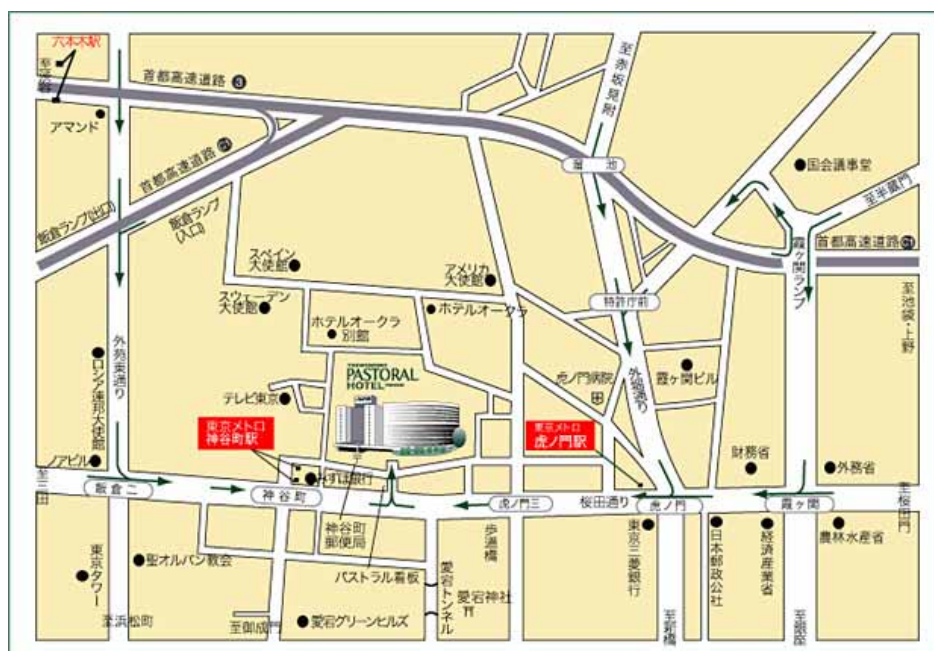 六本木駅
至渋谷
アマンド
首都高速道路 3
首都高速道路 C1
飯倉ランプ(出口)
飯倉ランプ
(入口)
至赤坂見附
溜池
国会議事堂
至半蔵門
首都高速道路 C1
霞ヶ関ランプ
至池袋・上野
スペイン
大使館
アメリカ
大使館
スウェーデン
大使館
ホテルオークラ
別館
ホテルオークラ
特許庁前
外苑東通り
ロシア連邦大使館
PASTORAL
HOTEL
テレビ東京
虎ノ門病院
外堀通り
霞ヶ関ビル
東京メトロ
神谷町駅
東京メトロ
虎ノ門駅
ノアビル
みずほ銀行
財務省
外務省
至三田
飯倉二
神谷町
虎ノ門三
桜田通り
虎ノ門
霞ヶ関
至桜田門
神谷町
郵便局
歩道橋
東京三菱銀行
日本郵政公社
経済産業省
農林水産省
東京タワー
聖オルバン教会
パストラル看板
愛宕トンネル
愛宕神社
至浜松町
至御成門
愛宕グリーンヒルズ
至新橋
至銀座